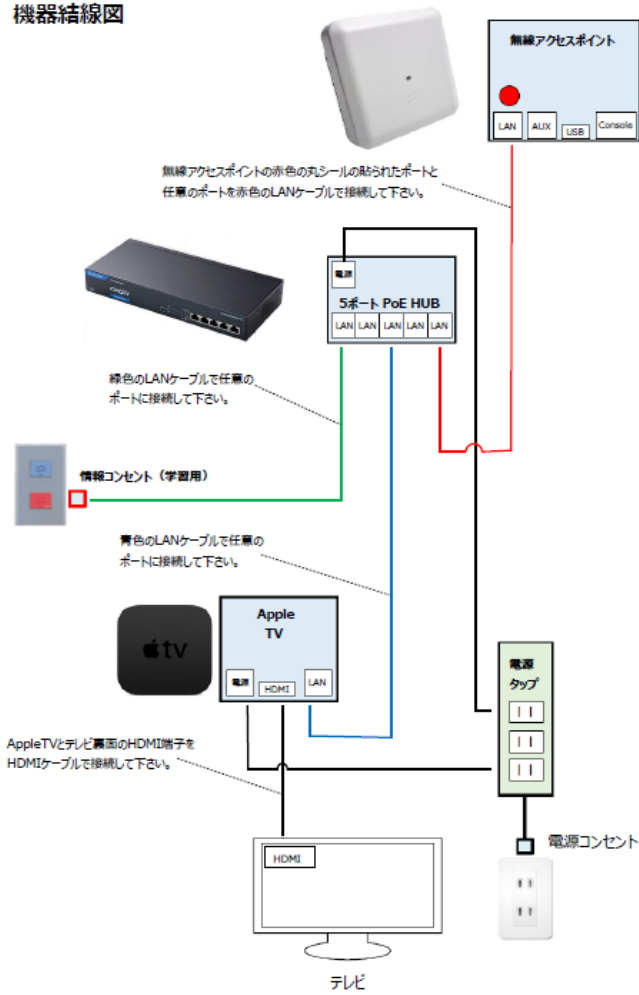 機器結線図
無線アクセスポイント
LAN
AUX
USB
Console
無線アクセスポイントの赤色の丸シールの貼られたポートと
任意のポートを赤色のLANケーブルで接続して下さい。
電源
5ポート PoE HUB
LAN LAN LAN LAN LAN
緑色のLANケーブルで任意の
ポートに接続して下さい。
情報コンセント（学習用）
青色のLANケーブルで任意の
ポートに接続して下さい。
tv
Apple
TV
電源
HDMI
LAN
電源
タップ
AppleTVとテレビ裏面のHDMI端子を
HDMIケーブルで接続して下さい。
電源コンセント
HDMI
テレビ